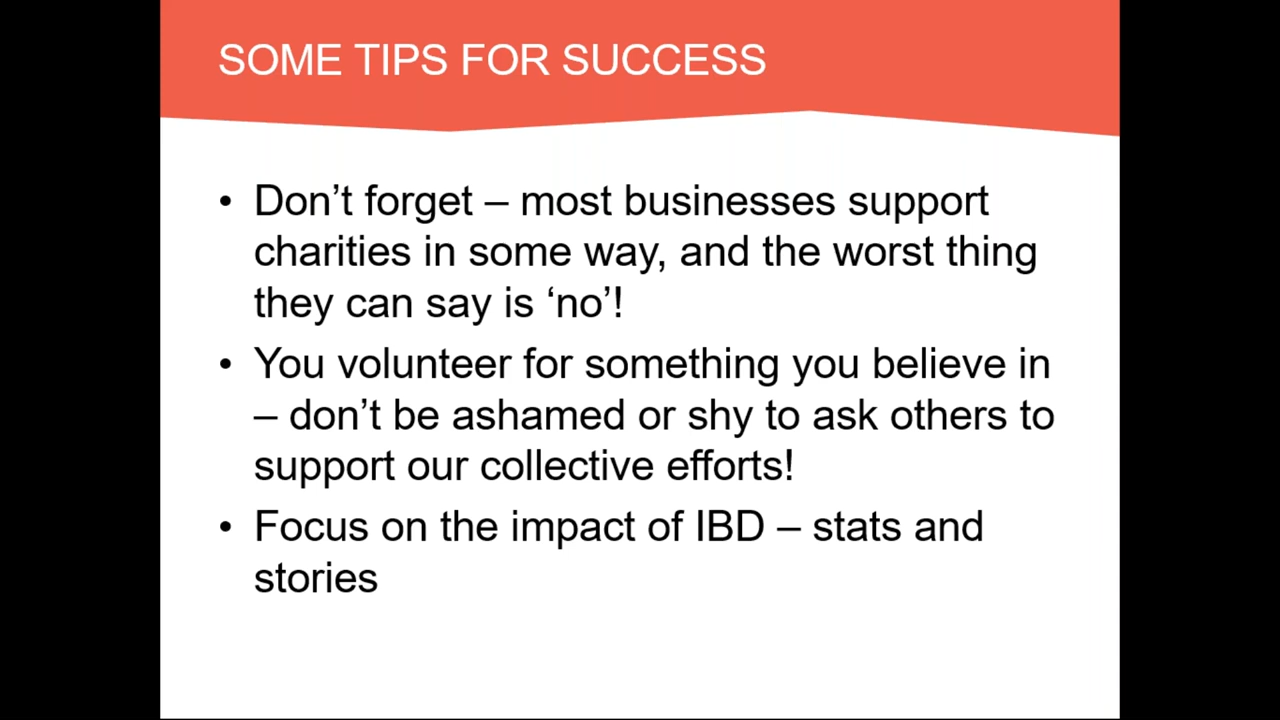 SOME TIPS FOR SUCCESS
• Don’t forget – most businesses support
charities in some way, and the worst thing
they can say is ‘no’!
• You volunteer for something you believe in
– don’t be ashamed or shy to ask others to
support our collective efforts!
• Focus on the impact of IBD – stats and
stories